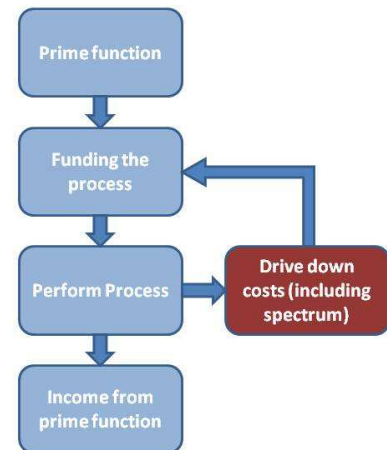 Prime function
Funding the
process
Perform Process
Drive down
costs (including
spectrum)
Income from
prime function